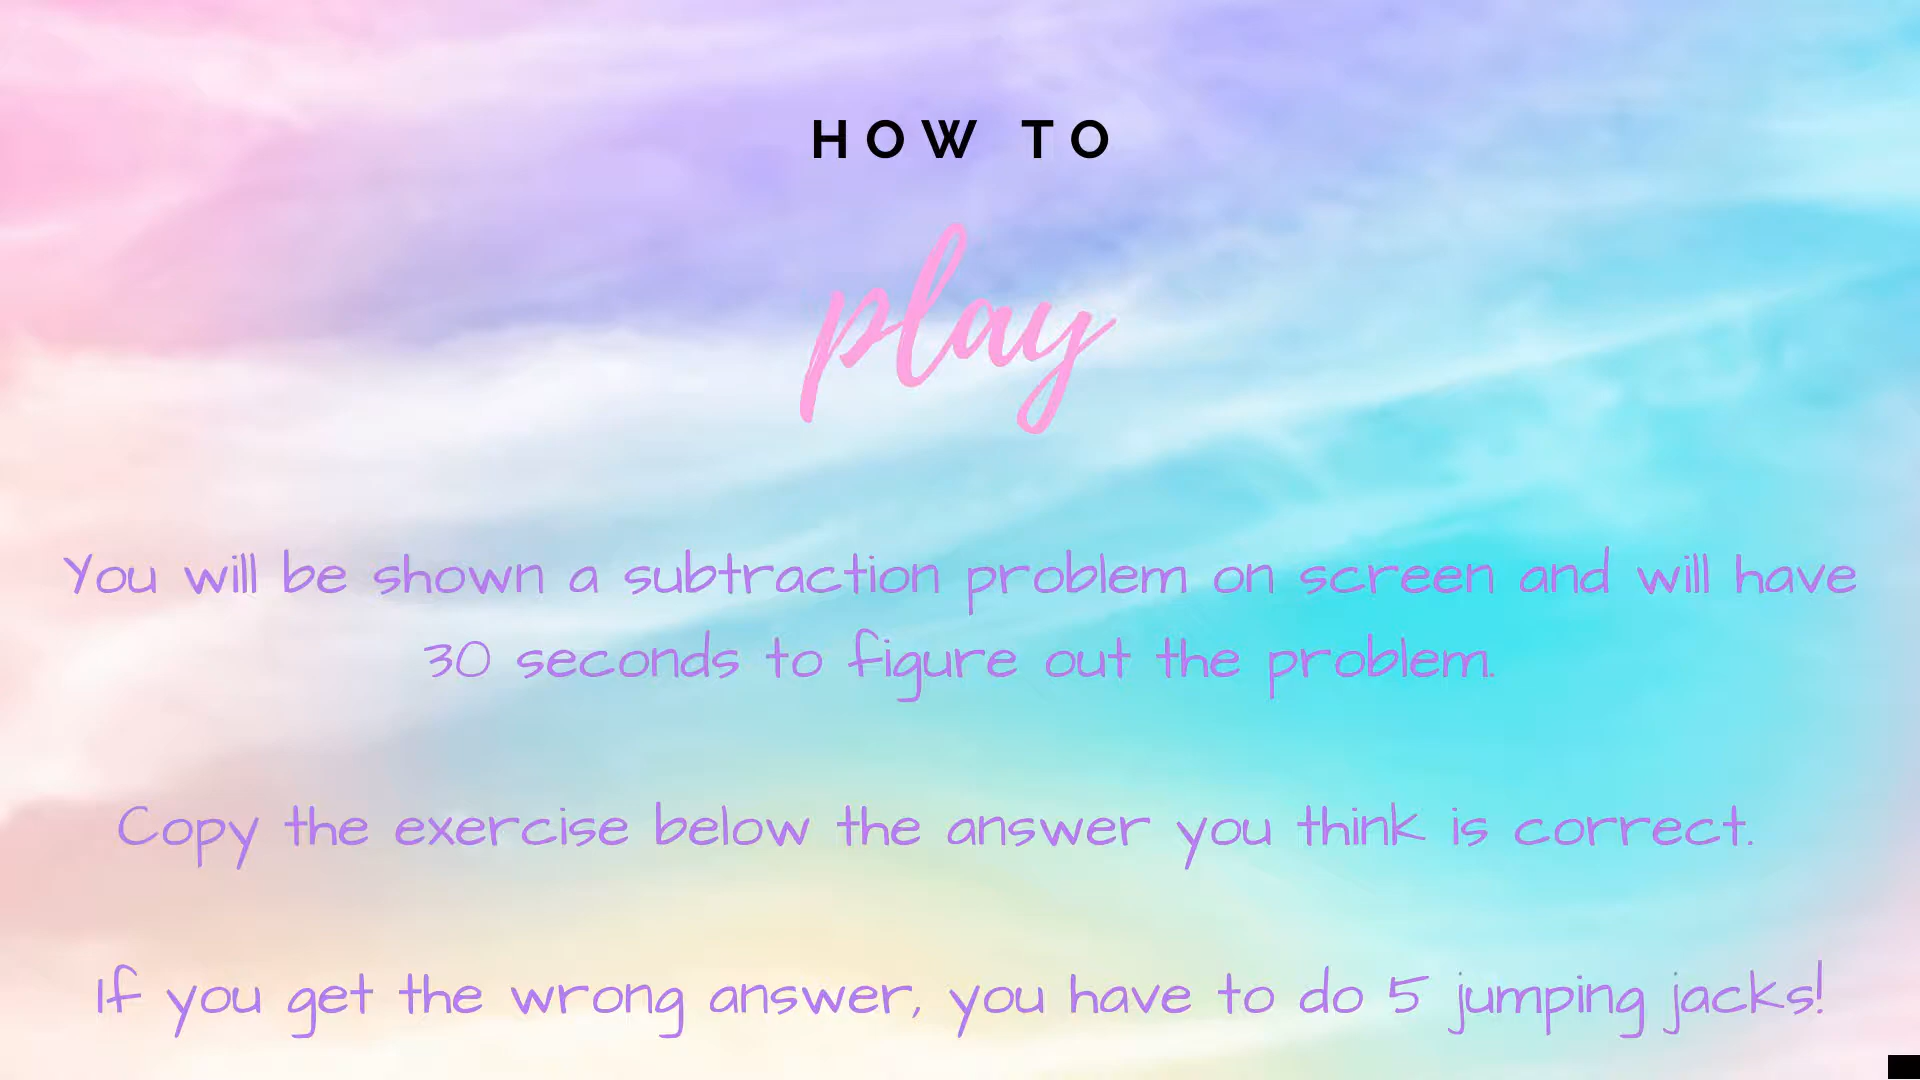 HOW TO
play
You will be shown a subtraction problem on screen and will have
30 seconds to figure out the problem.
Copy the exercise below the answer you think is correct.
If you get the wrong answer, you have to do 5 jumping jacks!